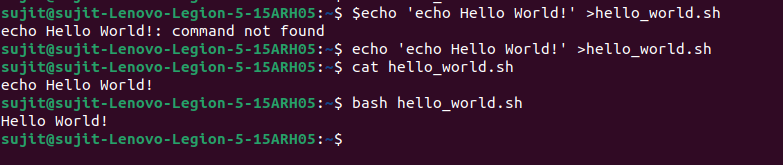 sujit@sujit-Lenovo-Legion-5-15ARH05:~$ $echo 'echo Hello World!' >hello_world.sh
echo Hello World!: command not found
sujit@sujit-Lenovo-Legion-5-15ARH05:~$ echo 'echo Hello World!' >hello_world.sh
sujit@sujit-Lenovo-Legion-5-15ARH05:~$ cat hello_world.sh
echo Hello World!
sujit@sujit-Lenovo-Legion-5-15ARH05:~$ bash hello_world.sh
Hello World!
sujit@sujit-Lenovo-Legion-5-15ARH05:~$